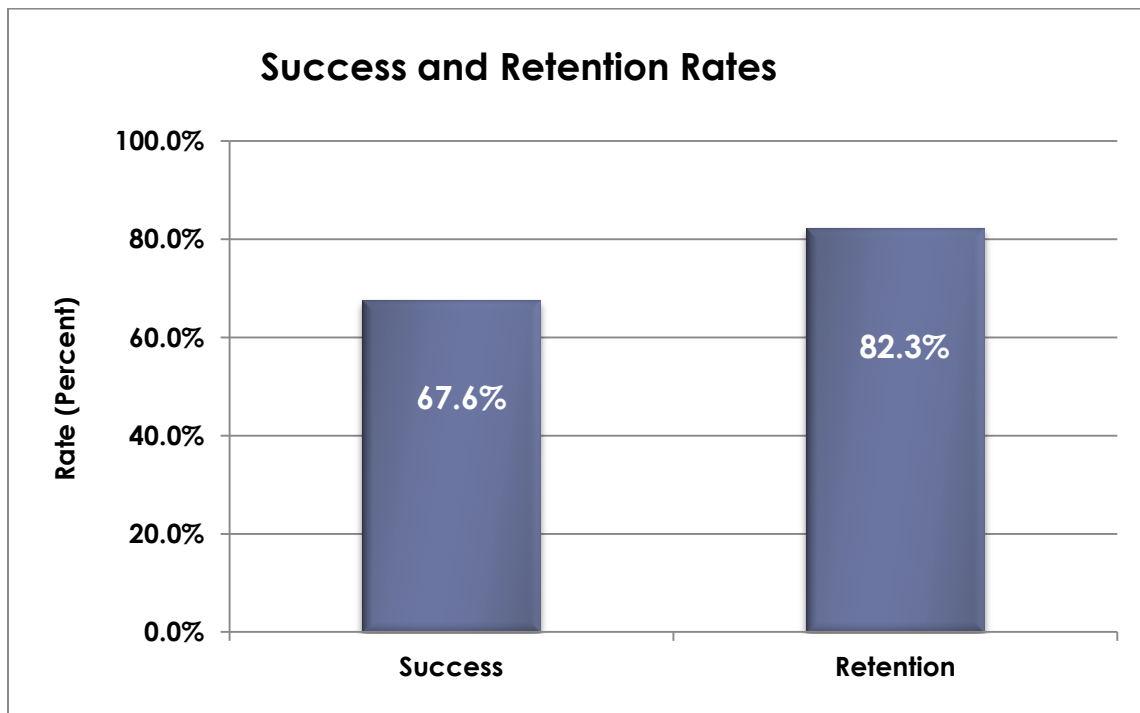 Success and Retention Rates
100.0%
80.0%
60.0%
40.0%
20.0%
0.0%
Rate (Percent)
67.6%
82.3%
Success
Retention